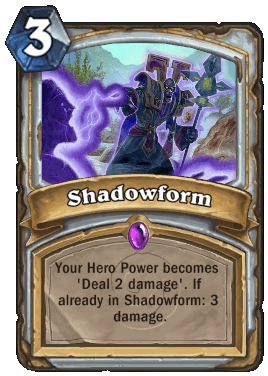 3
Shadowform
Your Hero Power becomes
'Deal 2 damage'. If
already in Shadowform: 3
damage.